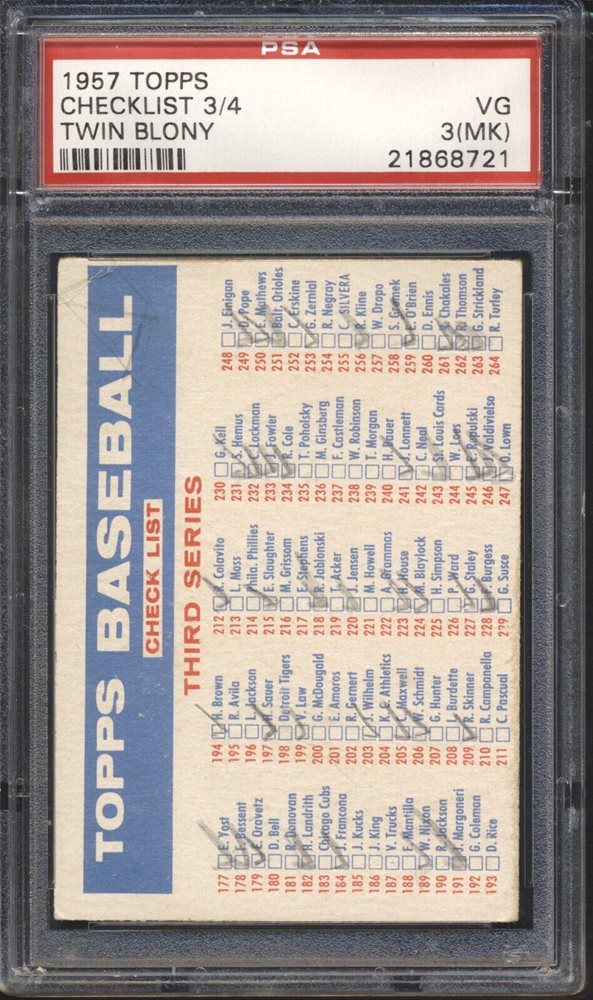 PSA
1957 TOPPS
CHECKLIST 3/4
VG
TWIN BLONY
3(MK)
21868721
TOPPS BASEBALL
CHECK LIST
THIRD SERIES
177 E. Yost
178 F. Bessent
179 E. Oravetz
180 D. Bell
181 R. Donovan
182 H. Landrith
183 Chicago Cubs
184 J. Francona
185 J. Kucks
186 J. King
187 V. Trucks
188 F. Mantilla
189 W. Nixon
190 R. Jackson
191 J. Margoneri
192 G. Coleman
193 D. Rice
194 H. Brown
195 R. Avila
196 L. Jackson
197 H. Sauer
198 Detroit Tigers
199 V. Law
200 G. McDougald
201 E. Amoros
202 R. Gernert
203 J. Wilhelm
204 K. C. Athletics
205 C. Maxwell
206 W. Schmidt
207 G. Hunter
208 L. Burdette
209 R. Skinner
210 R. Campanella
211 C. Pascual
212 R. Colavito
213 L. Moss
214 Phila. Phillies
215 E. Slaughter
216 M. Grissom
217 E. Stephens
218 R. Jablonski
219 T. Acker
220 J. Jensen
221 M. Howell
222 A. Grammas
223 H. House
224 M. Blaylock
225 H. Simpson
226 P. Ward
227 G. Staley
228 S. Burgess
229 G. Susce
230 G. Kell
231 S. Hemus
232 C. Lockman
233 J. Fowler
234 R. Cole
235 T. Poholsky
236 M. Ginsberg
237 F. Castleman
238 W. Robinson
239 T. Morgan
240 H. Bauer
241 J. Lonnett
242 C. Neal
243 St. Louis Cards
244 W. Loes
245 Repulski
246 J. Valdivielso
247 O. Lown
248 J. Finigan
249 D. Pope
250 E. Mathews
251 Balt. Orioles
252 C. Erskine
253 G. Zernial
254 R. Negray
255 C. SILVERA
256 R. Kline
257 W. Dropo
258 S. Gromek
259 E. O'Brien
260 D. Ennis
261 Chakales
262 Thomson
263 G. Strickland
264 R. Turley